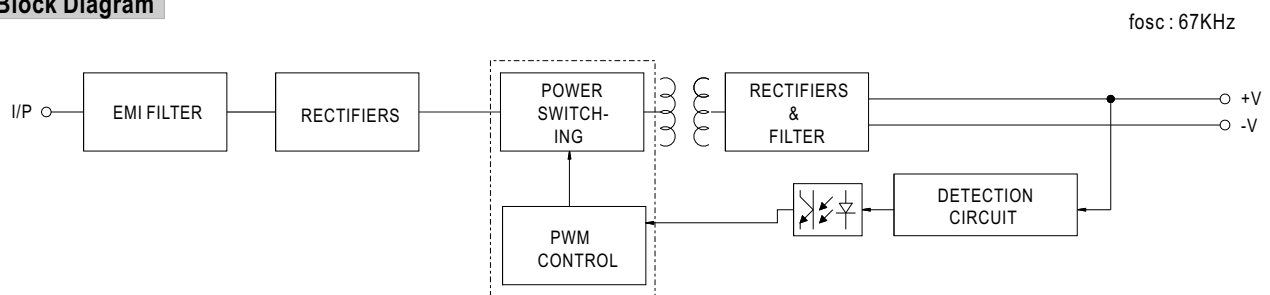 Block Diagram
fosc : 67KHz
I/P
EMI FILTER
RECTIFIERS
POWER
SWITCH-
ING
RECTIFIERS
&
FILTER
+V
-V
DETECTION
CIRCUIT
PWM
CONTROL